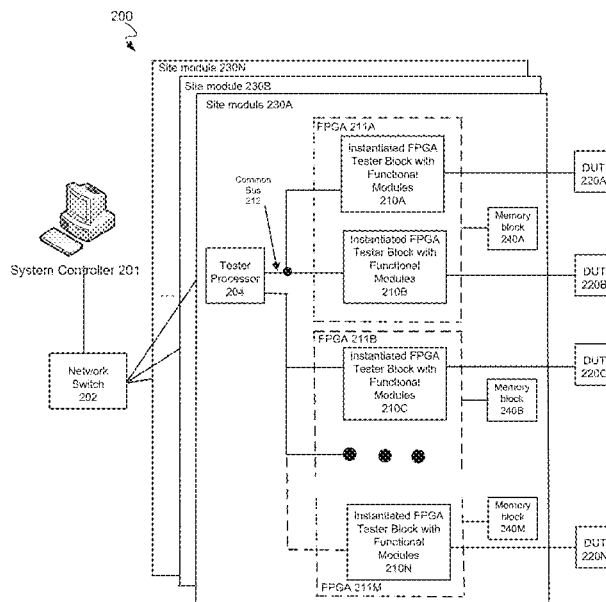 200
Site module 230N
Site module 230B
Site module 230A
FPGA 211A
Instantiated FPGA
Tester Block with
Functional
Modules
210A
DUT
220A
Common
Bus
212
Memory
block
240A
System Controller 201
Tester
Processor
204
Instantiated FPGA
Tester Block with
Functional
Modules
210B
DUT
220B
...
Network
Switch
202
FPGA 211B
Instantiated FPGA
Tester Block with
Functional
Modules
210C
DUT
220C
Memory
block
240B
Instantiated FPGA
Tester Block with
Functional
Modules
210N
Memory
block
240M
DUT
220N
FPGA 211M